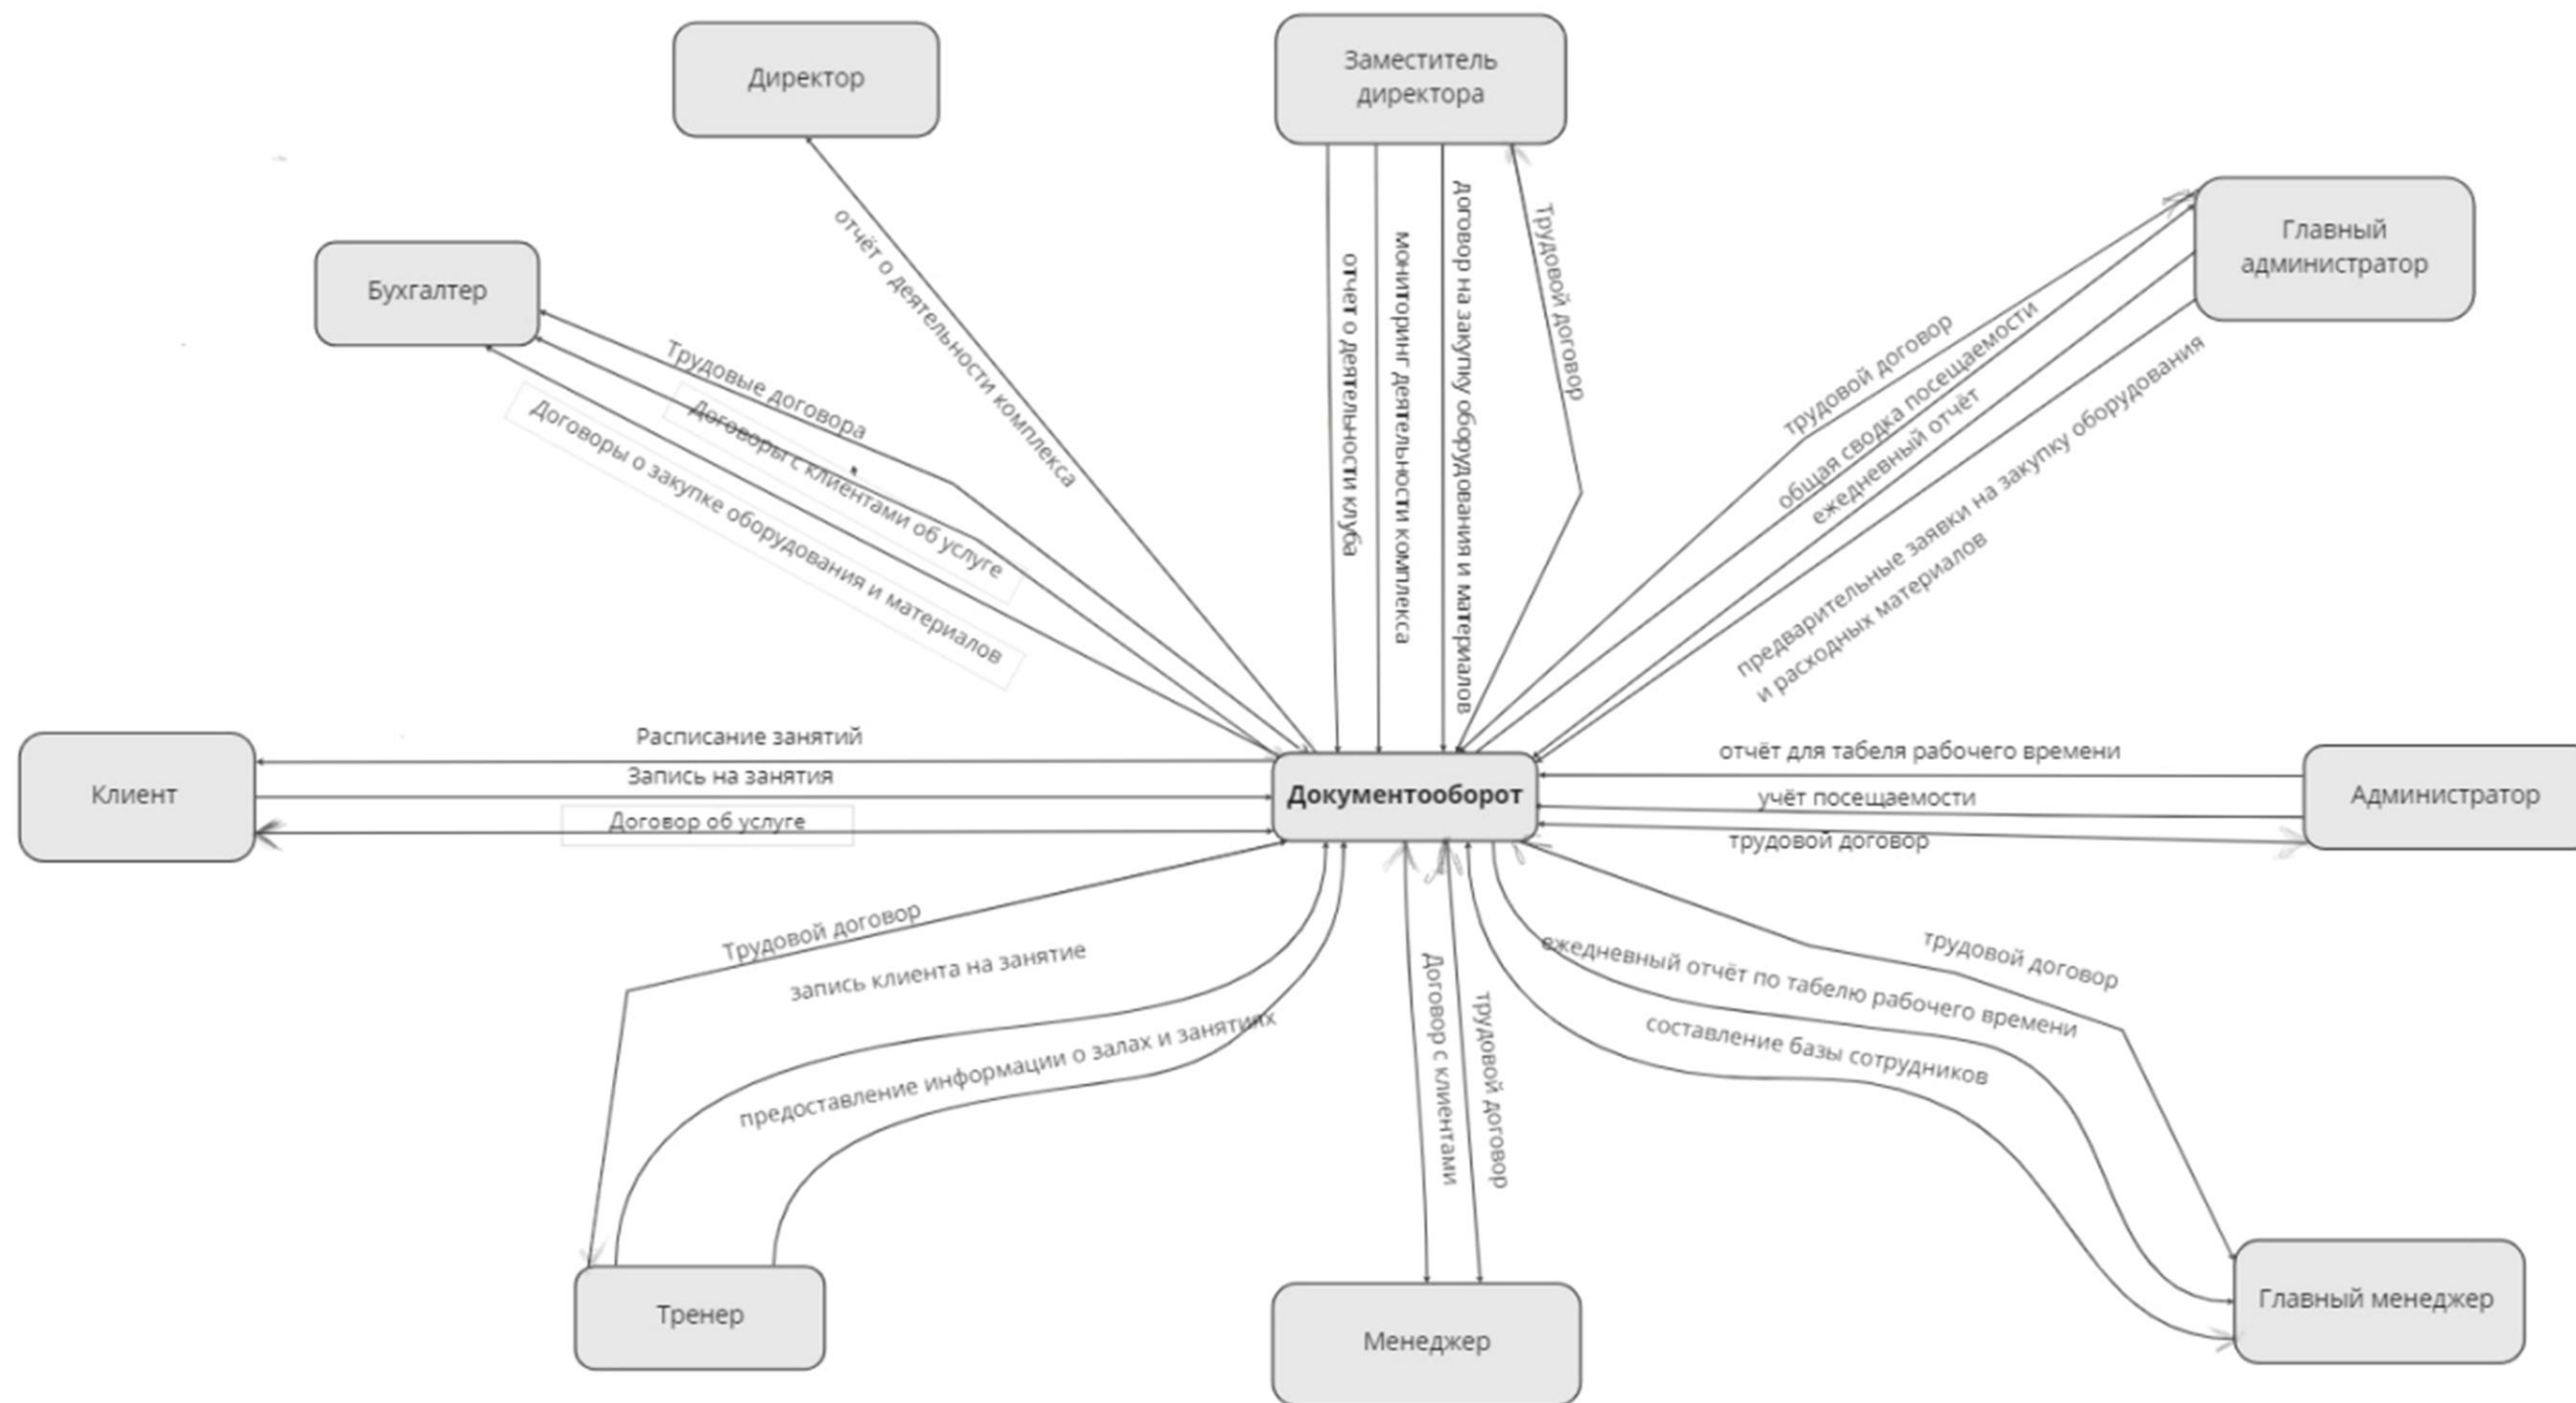 Директор
Заместитель
директора
Главный
администратор
Бухгалтер
отчёт о деятельности комплекса
отчет о деятельности клуба
мониторинг деятельности комплекса
договор на закупку оборудования и материалов
Трудовой договор
трудовой договор
общая сводка посещаемости
ежедневный отчёт
предварительные заявки на закупку оборудования
и расходных материалов
Трудовые договора
Договоры с клиентами об услуге
Договоры о закупке оборудования и материалов
Клиент
Расписание занятий
Запись на занятия
Договор об услуге
Документооборот
отчёт для табеля рабочего времени
учёт посещаемости
трудовой договор
Администратор
Трудовой договор
запись клиента на занятие
предоставление информации о залах и занятиях
Договор с клиентами
трудовой договор
трудовой договор
ежедневный отчёт по табелю рабочего времени
составление базы сотрудников
Тренер
Менеджер
Главный менеджер